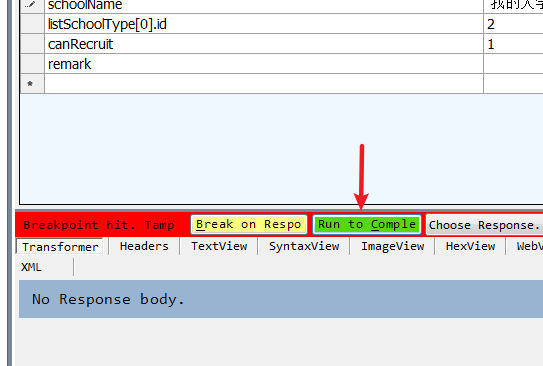 schoolName 我的大学
listSchoolType[0].id 2
canRecruit 1
remark
*
Breakpoint hit. Tamp Break on Respo Run to Comple Choose Response.
Transformer Headers TextView SyntaxView ImageView HexView WebV
XML
No Response body.